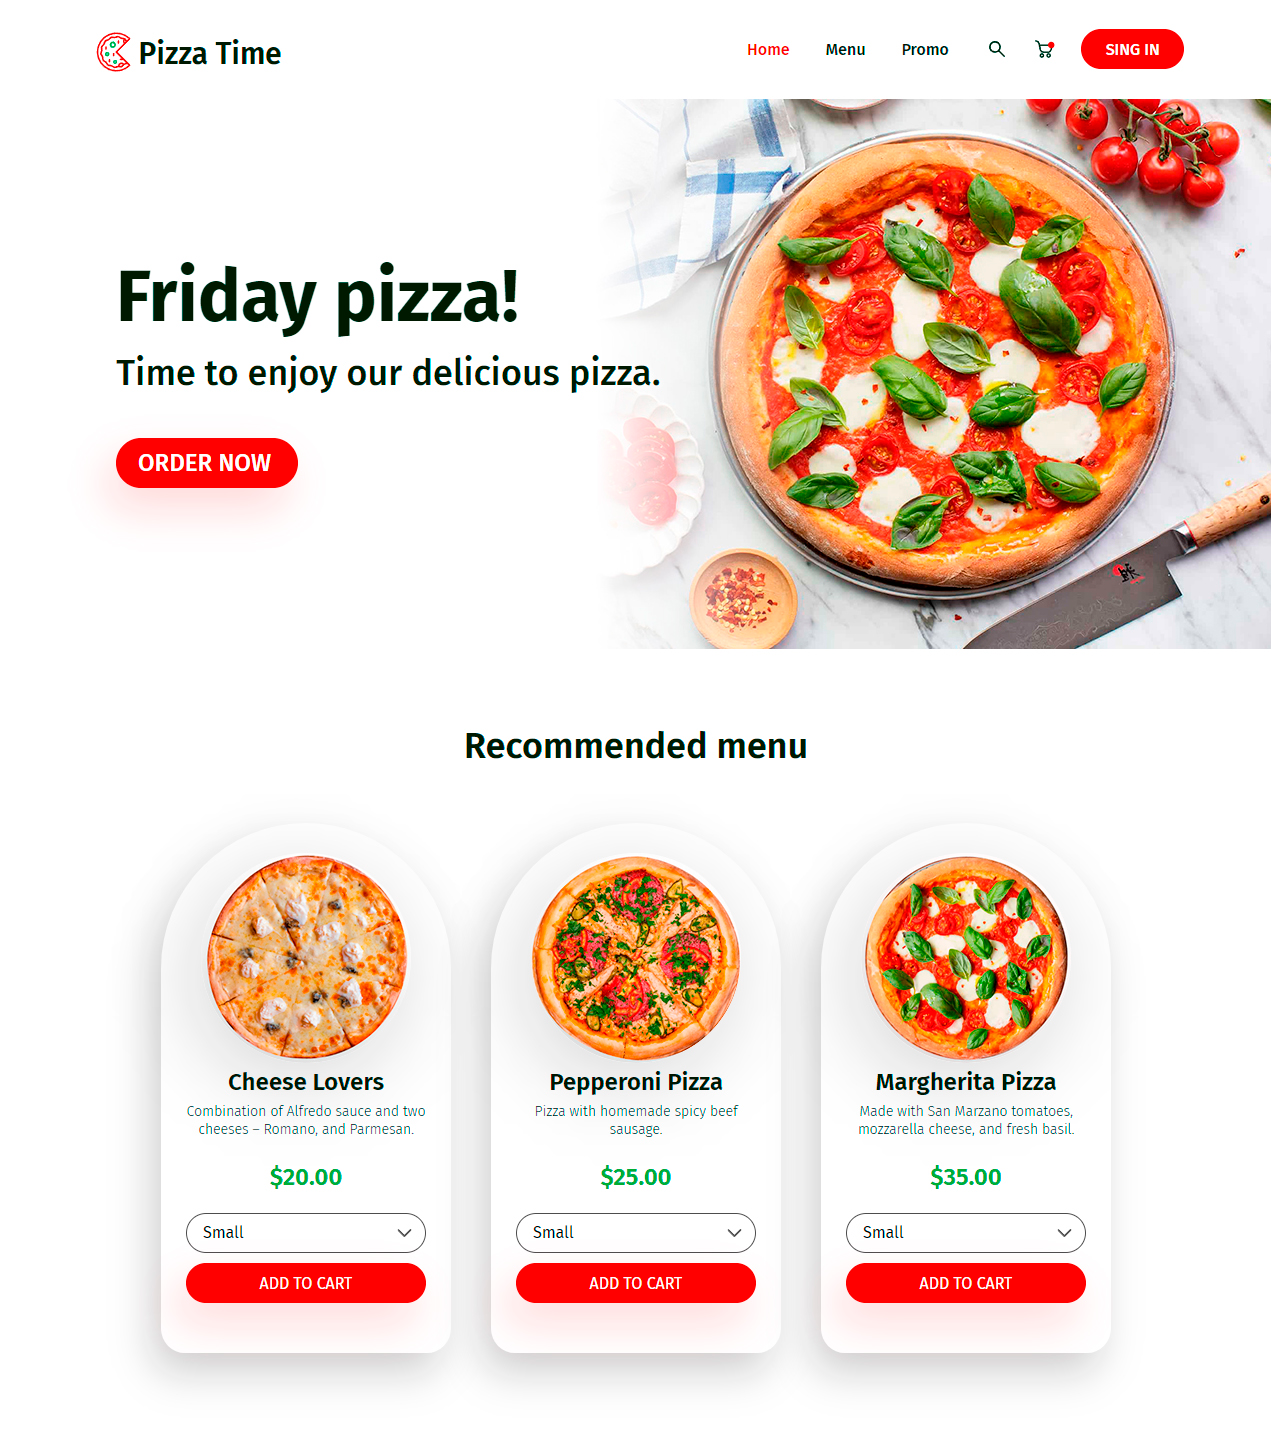 Pizza Time
Home
Menu
Promo
SING IN
Friday pizza!
Time to enjoy our delicious pizza.
ORDER NOW
Recommended menu
Cheese Lovers
Combination of Alfredo sauce and two
cheeses – Romano, and Parmesan.
$20.00
Small
ADD TO CART
Pepperoni Pizza
Pizza with homemade spicy beef
sausage.
$25.00
Small
ADD TO CART
Margherita Pizza
Made with San Marzano tomatoes,
mozzarella cheese, and fresh basil.
$35.00
Small
ADD TO CART